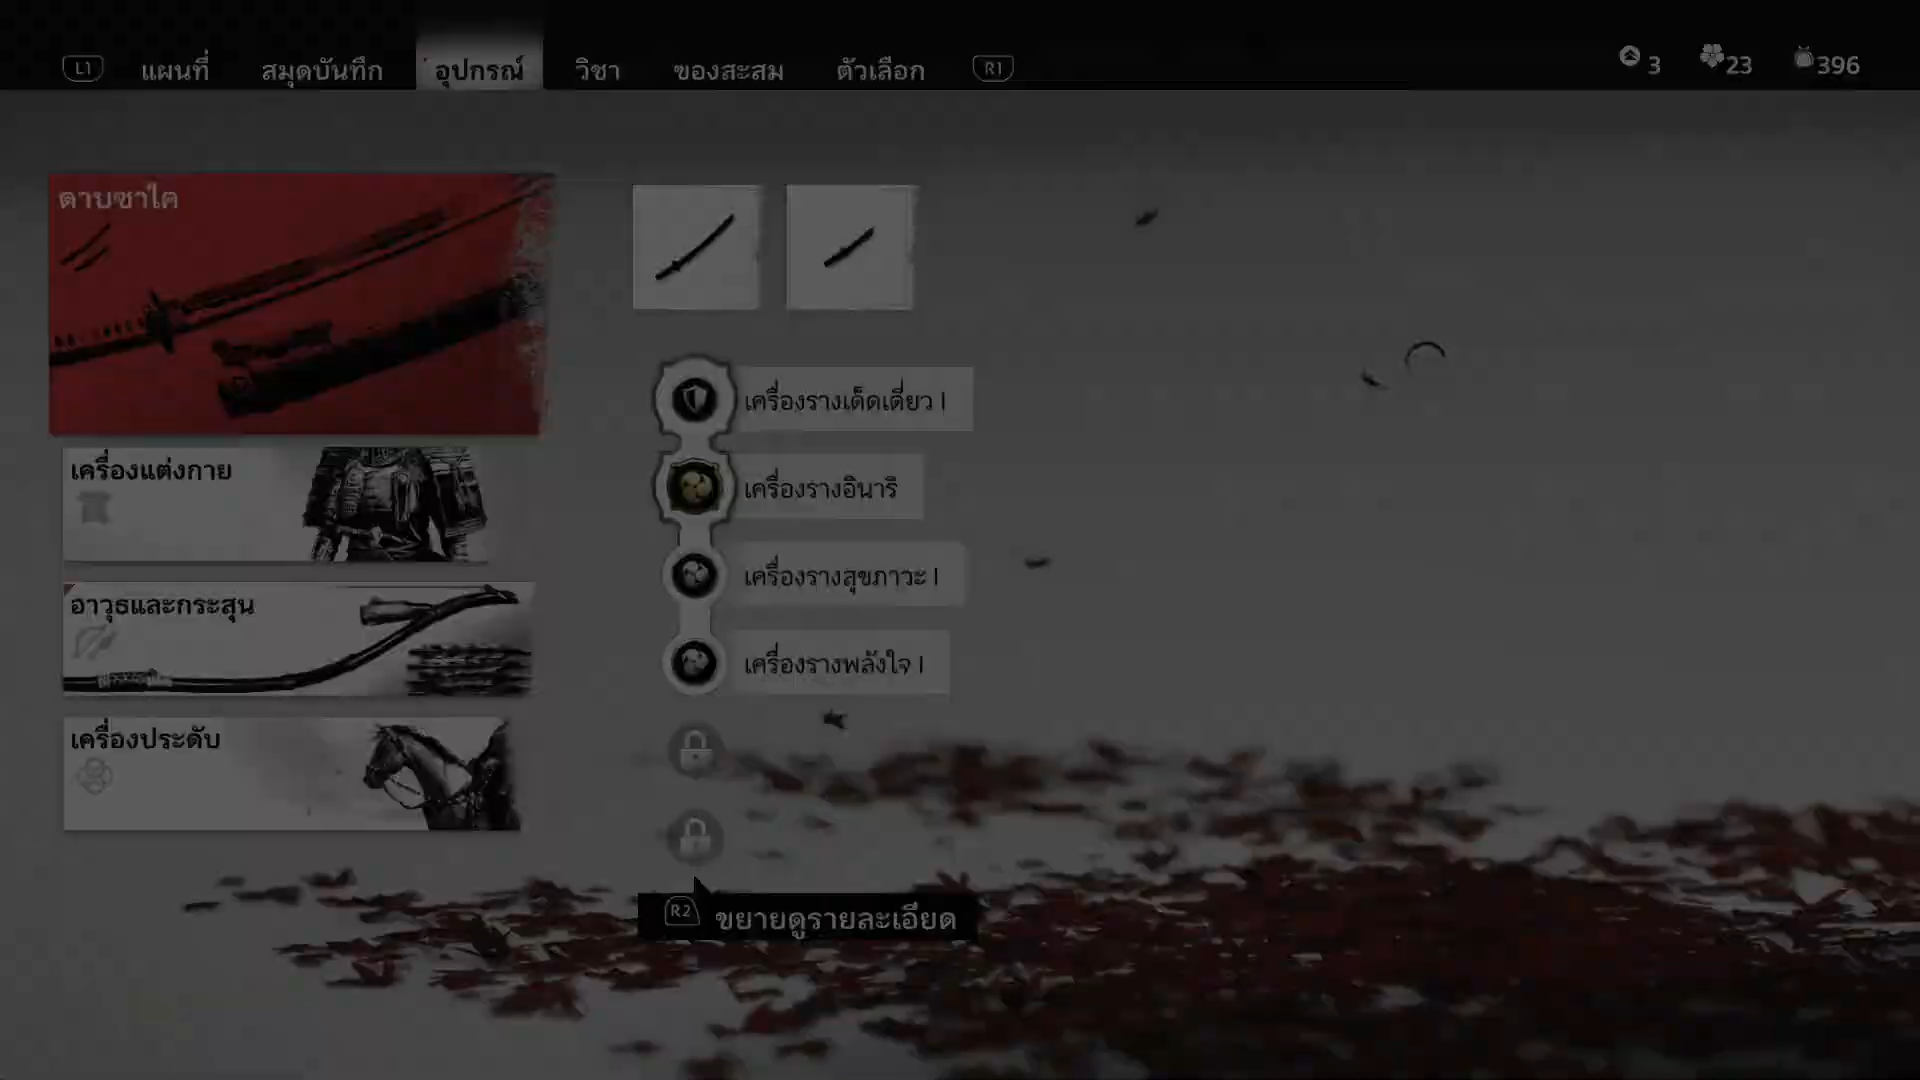 L1 แผนที่ สมุดบันทึก อุปกรณ์ วิชา ของสะสม ตัวเลือก R1 3 23 396
ดาบซาไก
เครื่องแต่งกาย
อาวุธและกระสุน
เครื่องประดับ
เครื่องรางเด็ดเดี่ยว I
เครื่องรางอินาริ
เครื่องรางสุขภาวะ I
เครื่องรางพลังใจ I
R2 ขยายดูรายละเอียด